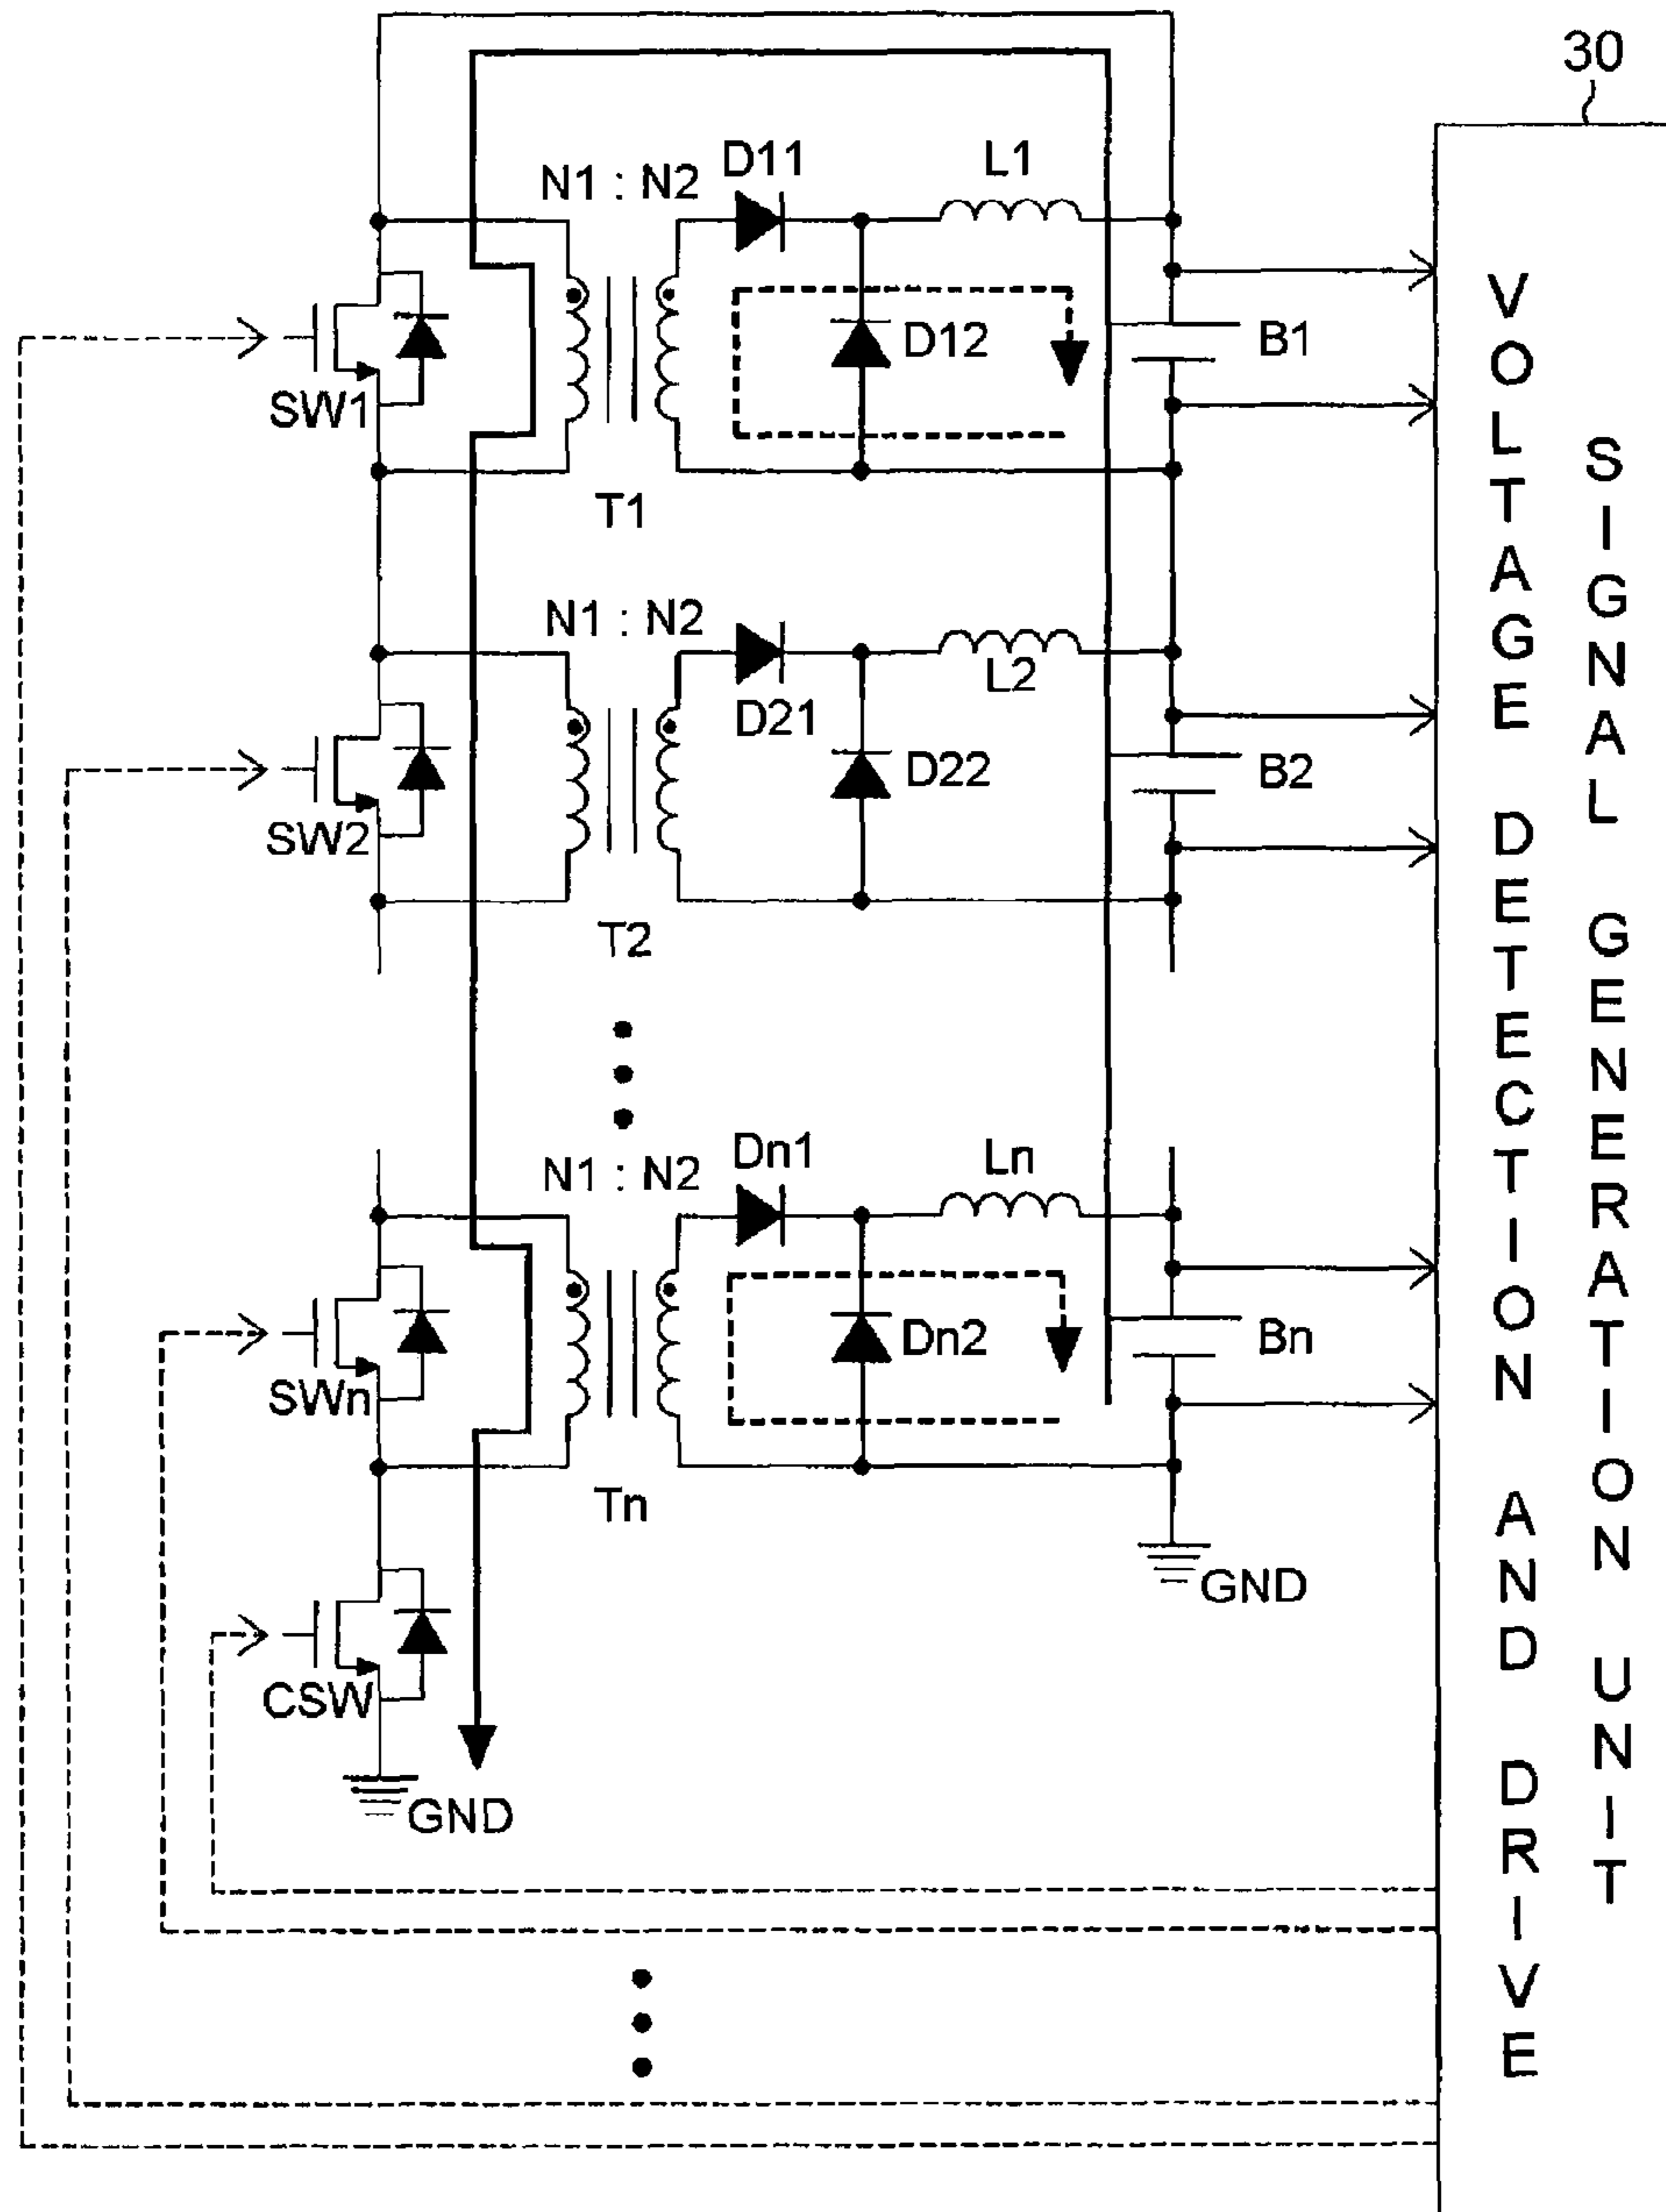 30
N1 : N2
D11
L1
D12
B1
SW1
T1
N1 : N2
D21
L2
D22
B2
SW2
T2
N1 : N2
Dn1
Ln
Dn2
Bn
SWn
Tn
GND
CSW
GND
VOLTAGE DETECTION AND DRIVE
SIGNAL GENERATION UNIT